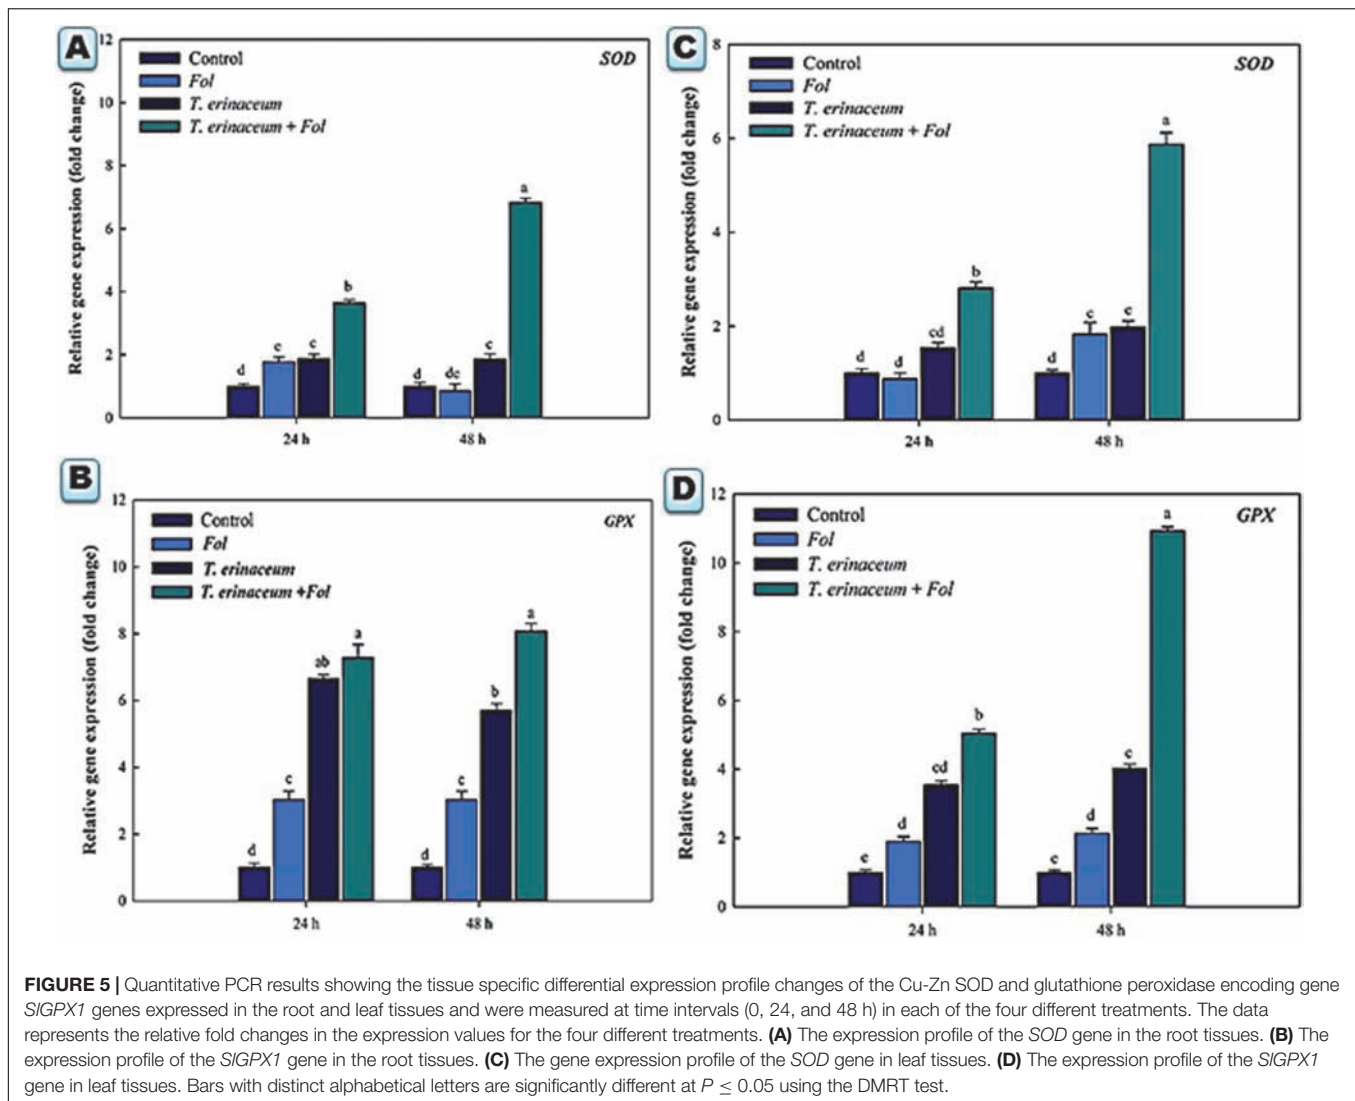 A
12
10
8
6
4
2
0
Relative gene expression (fold change)
Control
Fol
T. erinaceum
T. erinaceum + Fol
SOD
d
c
c
b
d
dc
c
a
24 h
48 h
C
8
6
4
2
0
Relative gene expression (fold change)
Control
Fol
T. erinaceum
T. erinaceum + Fol
SOD
d
d
cd
b
d
c
c
a
24 h
48 h
B
12
10
8
6
4
2
0
Relative gene expression (fold change)
Control
Fol
T. erinaceum
T. erinaceum +Fol
GPX
d
c
ab
a
d
c
b
a
24 h
48 h
D
12
10
8
6
4
2
0
Relative gene expression (fold change)
Control
Fol
T. erinaceum
T. erinaceum + Fol
GPX
e
d
cd
b
e
d
c
a
24 h
48 h
FIGURE 5 | Quantitative PCR results showing the tissue specific differential expression profile changes of the Cu-Zn SOD and glutathione peroxidase encoding gene
SlGPX1 genes expressed in the root and leaf tissues and were measured at time intervals (0, 24, and 48 h) in each of the four different treatments. The data
represents the relative fold changes in the expression values for the four different treatments. (A) The expression profile of the SOD gene in the root tissues. (B) The
expression profile of the SlGPX1 gene in the root tissues. (C) The gene expression profile of the SOD gene in leaf tissues. (D) The expression profile of the SlGPX1
gene in leaf tissues. Bars with distinct alphabetical letters are significantly different at P ≤ 0.05 using the DMRT test.